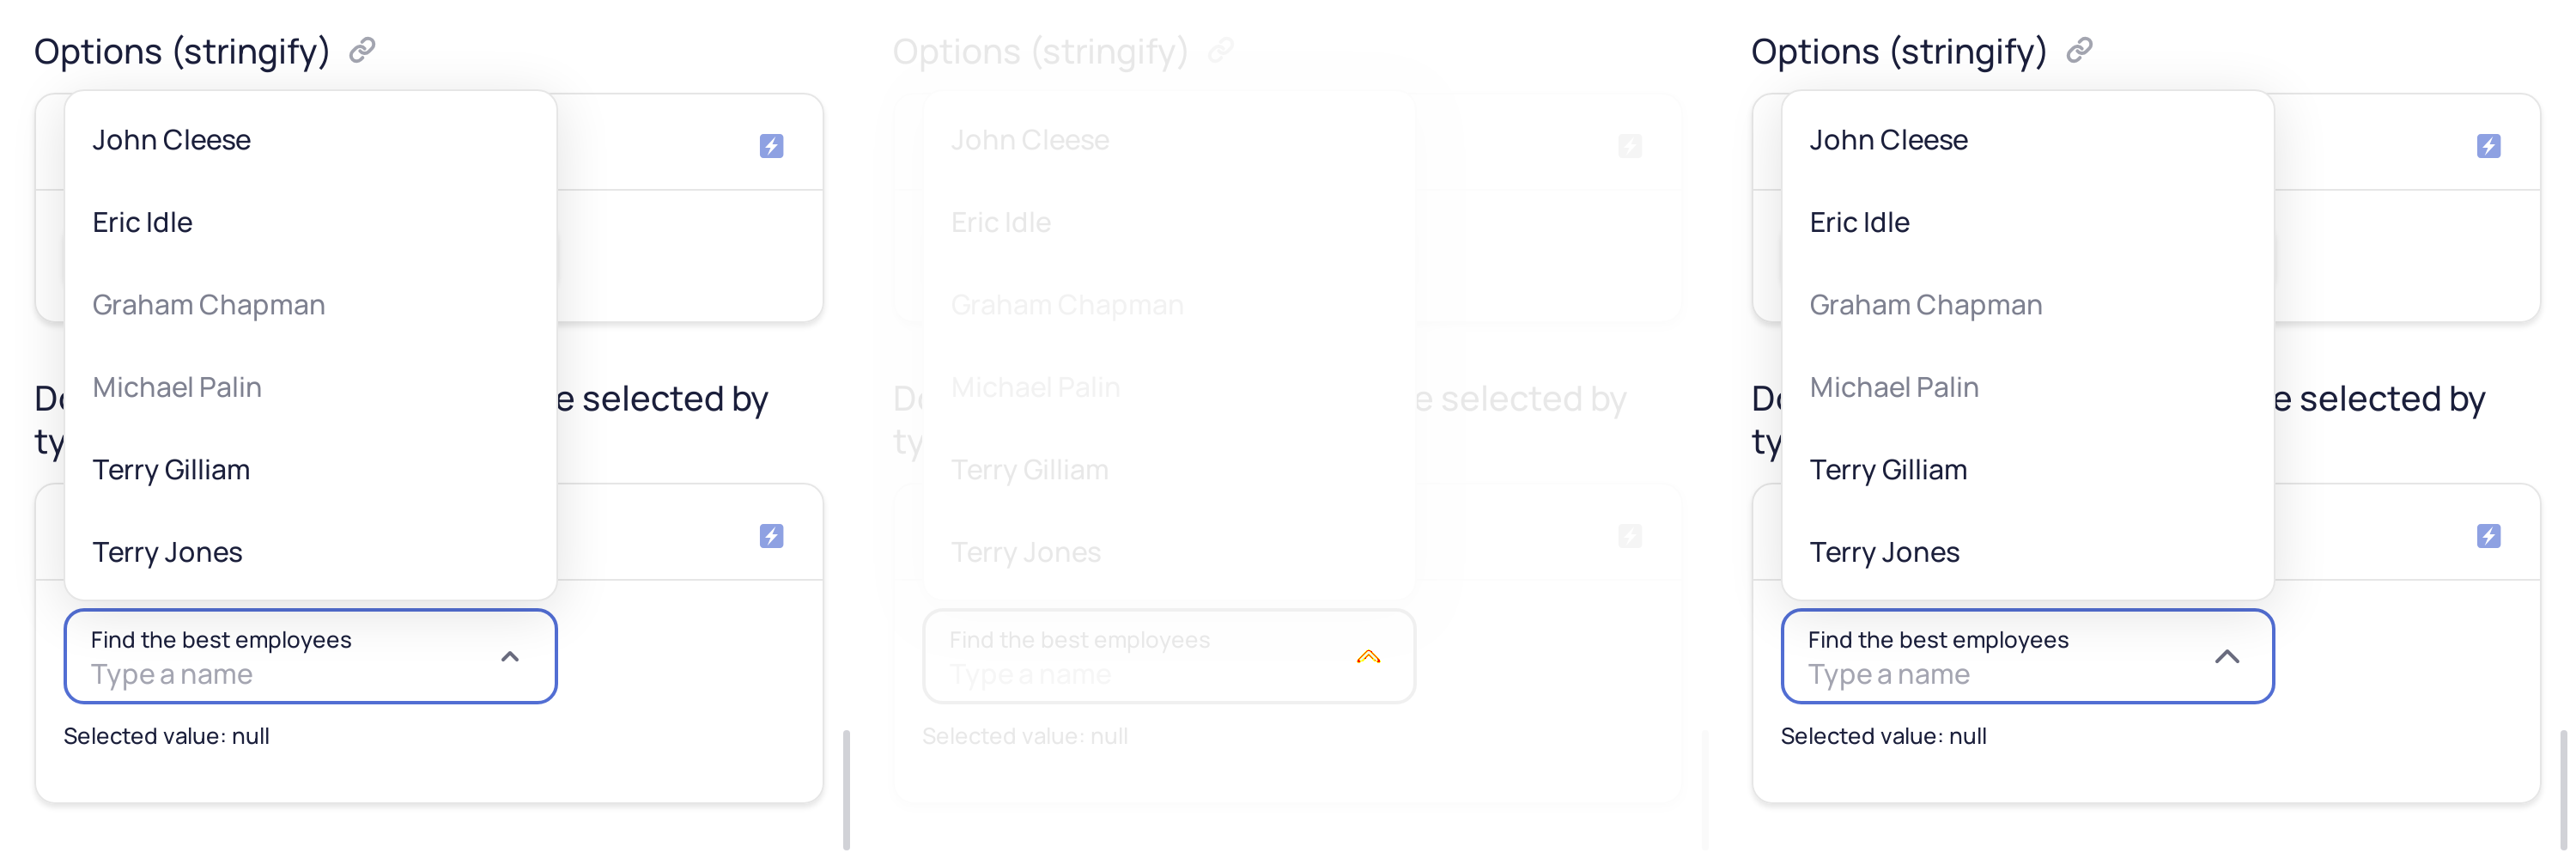 Options (stringify)
John Cleese
Eric Idle
Graham Chapman
Michael Palin
e selected by
ty
Terry Gilliam
Terry Jones
Find the best employees
Type a name
Selected value: null
Options (stringify)
John Cleese
Eric Idle
Graham Chapman
Michael Palin
e selected by
ty
Terry Gilliam
Terry Jones
Find the best employees
Type a name
Selected value: null
Options (stringify)
John Cleese
Eric Idle
Graham Chapman
Michael Palin
e selected by
ty
Terry Gilliam
Terry Jones
Find the best employees
Type a name
Selected value: null